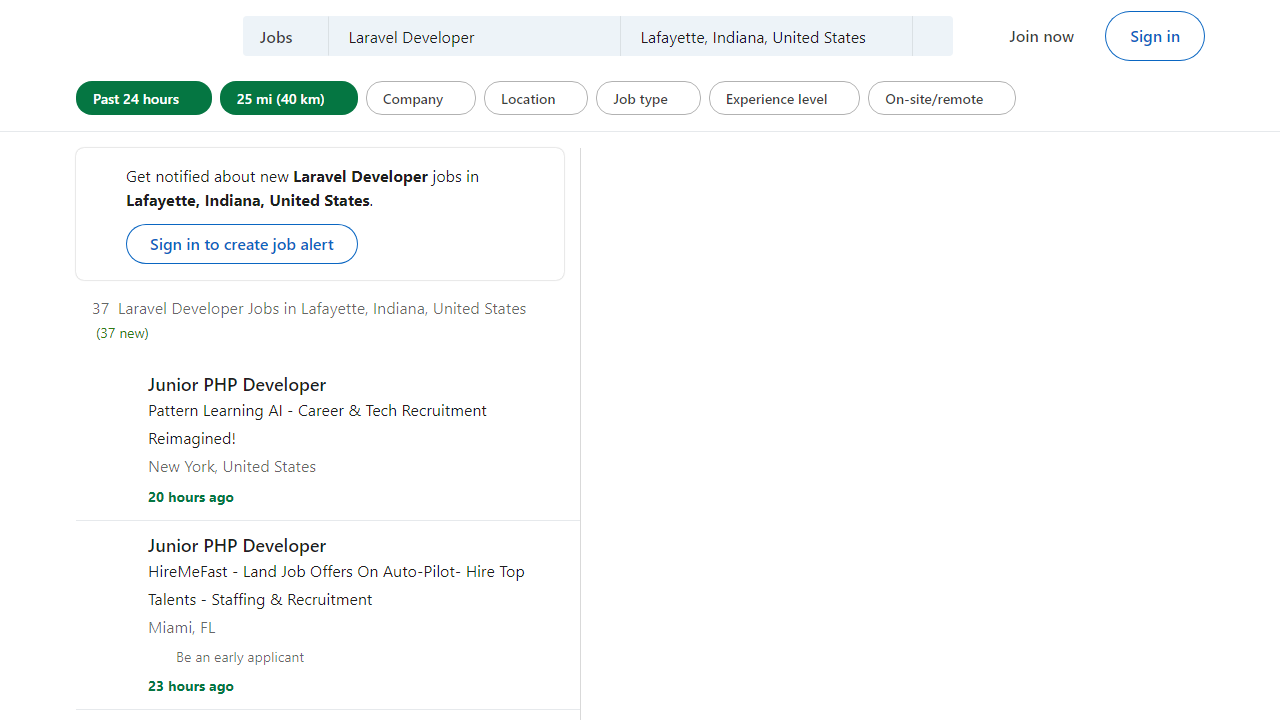 Jobs
Laravel Developer
Lafayette, Indiana, United States
Join now
Sign in
Past 24 hours
25 mi (40 km)
Company
Location
Job type
Experience level
On-site/remote
Get notified about new Laravel Developer jobs in
Lafayette, Indiana, United States.
Sign in to create job alert
37 Laravel Developer Jobs in Lafayette, Indiana, United States
(37 new)
Junior PHP Developer
Pattern Learning AI - Career & Tech Recruitment
Reimagined!
New York, United States
20 hours ago
Junior PHP Developer
HireMeFast - Land Job Offers On Auto-Pilot- Hire Top
Talents - Staffing & Recruitment
Miami, FL
Be an early applicant
23 hours ago